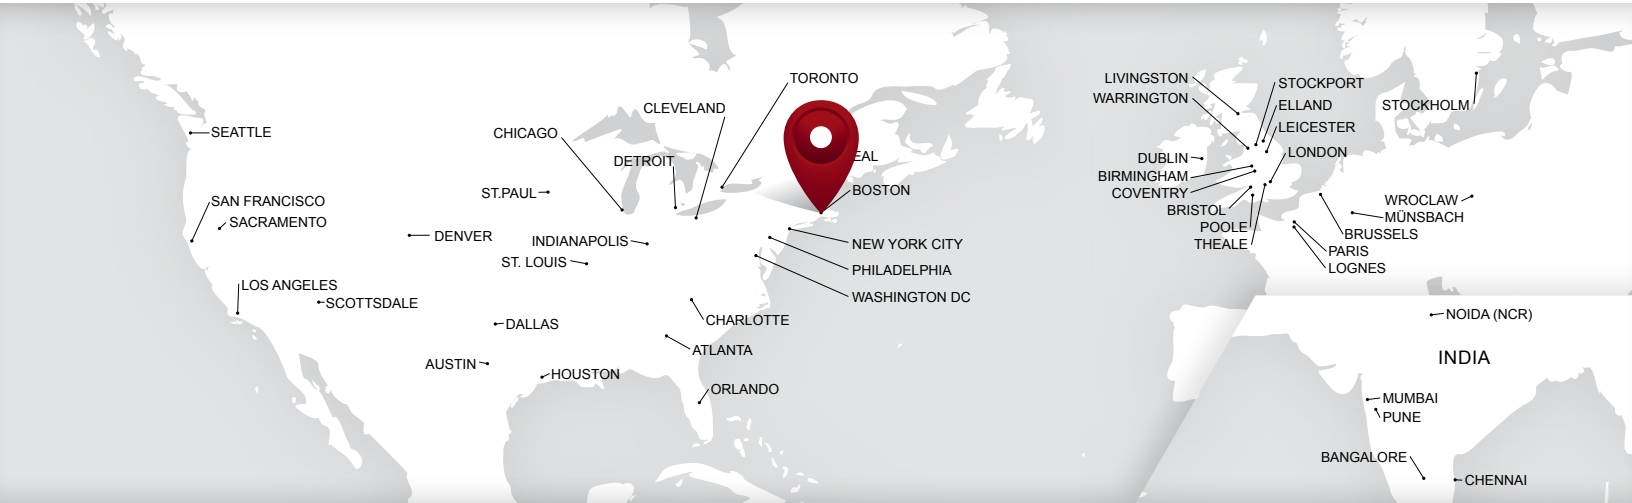 TORONTO
LIVINGSTON
STOCKPORT
WARRINGTON
STOCKHOLM
ELLAND
CLEVELAND
LEICESTER
SEATTLE
CHICAGO
LONDON
EAL
DUBLIN
DETROIT
BIRMINGHAM
BOSTON
COVENTRY
ST.PAUL
SAN FRANCISCO
WROCLAW
BRISTOL
MÜNSBACH
SACRAMENTO
POOLE
BRUSSELS
DENVER
INDIANAPOLIS
NEW YORK CITY
THEALE
PARIS
ST. LOUIS
PHILADELPHIA
LOGNES
LOS ANGELES
WASHINGTON DC
SCOTTSDALE
NOIDA (NCR)
CHARLOTTE
DALLAS
ATLANTA
INDIA
AUSTIN
HOUSTON
ORLANDO
MUMBAI
PUNE
BANGALORE
CHENNAI